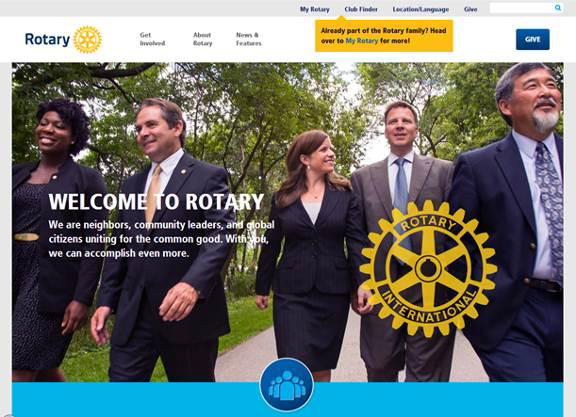 My Rotary Club Finder Location/Language Give
Rotary
Get
Involved
About
Rotary
News &
Features
Already part of the Rotary family? Head
over to My Rotary for more!
GIVE
WELCOME TO ROTARY
We are neighbors, community leaders, and global
citizens uniting for the common good. With you,
we can accomplish even more.
ROTARY
INTERNATIONAL